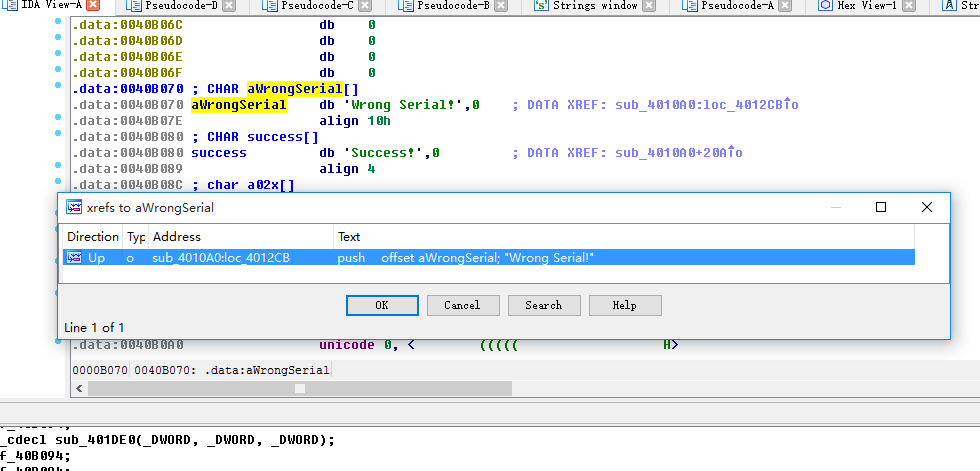 IDA View-A Pseudocode-D Pseudocode-C Pseudocode-B Strings window Pseudocode-A Hex View-1 Str
.data:0040B06C db 0
.data:0040B06D db 0
.data:0040B06E db 0
.data:0040B06F db 0
.data:0040B070 ; CHAR aWrongSerial[]
.data:0040B070 aWrongSerial db 'Wrong Serial!',0 ; DATA XREF: sub_4010A0:loc_4012CB↑o
.data:0040B07E align 10h
.data:0040B080 ; CHAR success[]
.data:0040B080 success db 'Success!',0 ; DATA XREF: sub_4010A0+20A↑o
.data:0040B089 align 4
.data:0040B08C ; char a02x[]
xrefs to aWrongSerial
Direction Typ Address Text
Up o sub_4010A0:loc_4012CB push offset aWrongSerial; "Wrong Serial!"
OK Cancel Search Help
Line 1 of 1
.data:0040B0A0 unicode 0, < ((((( H>
0000B070 0040B070: .data:aWrongSerial
_cdecl sub_401DE0(_DWORD, _DWORD, _DWORD);
f_40B094;